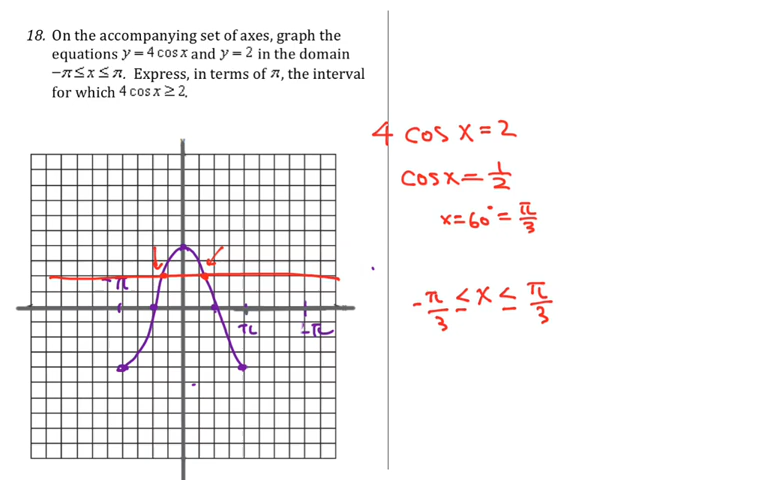 18. On the accompanying set of axes, graph the
equations y = 4 cos x and y = 2 in the domain
−π ≤ x ≤ π. Express, in terms of π, the interval
for which 4 cos x ≥ 2.
4 cos x = 2
cos x = 1/2
x = 60° = π/3
-π/3 ≤ x ≤ π/3
-π
π